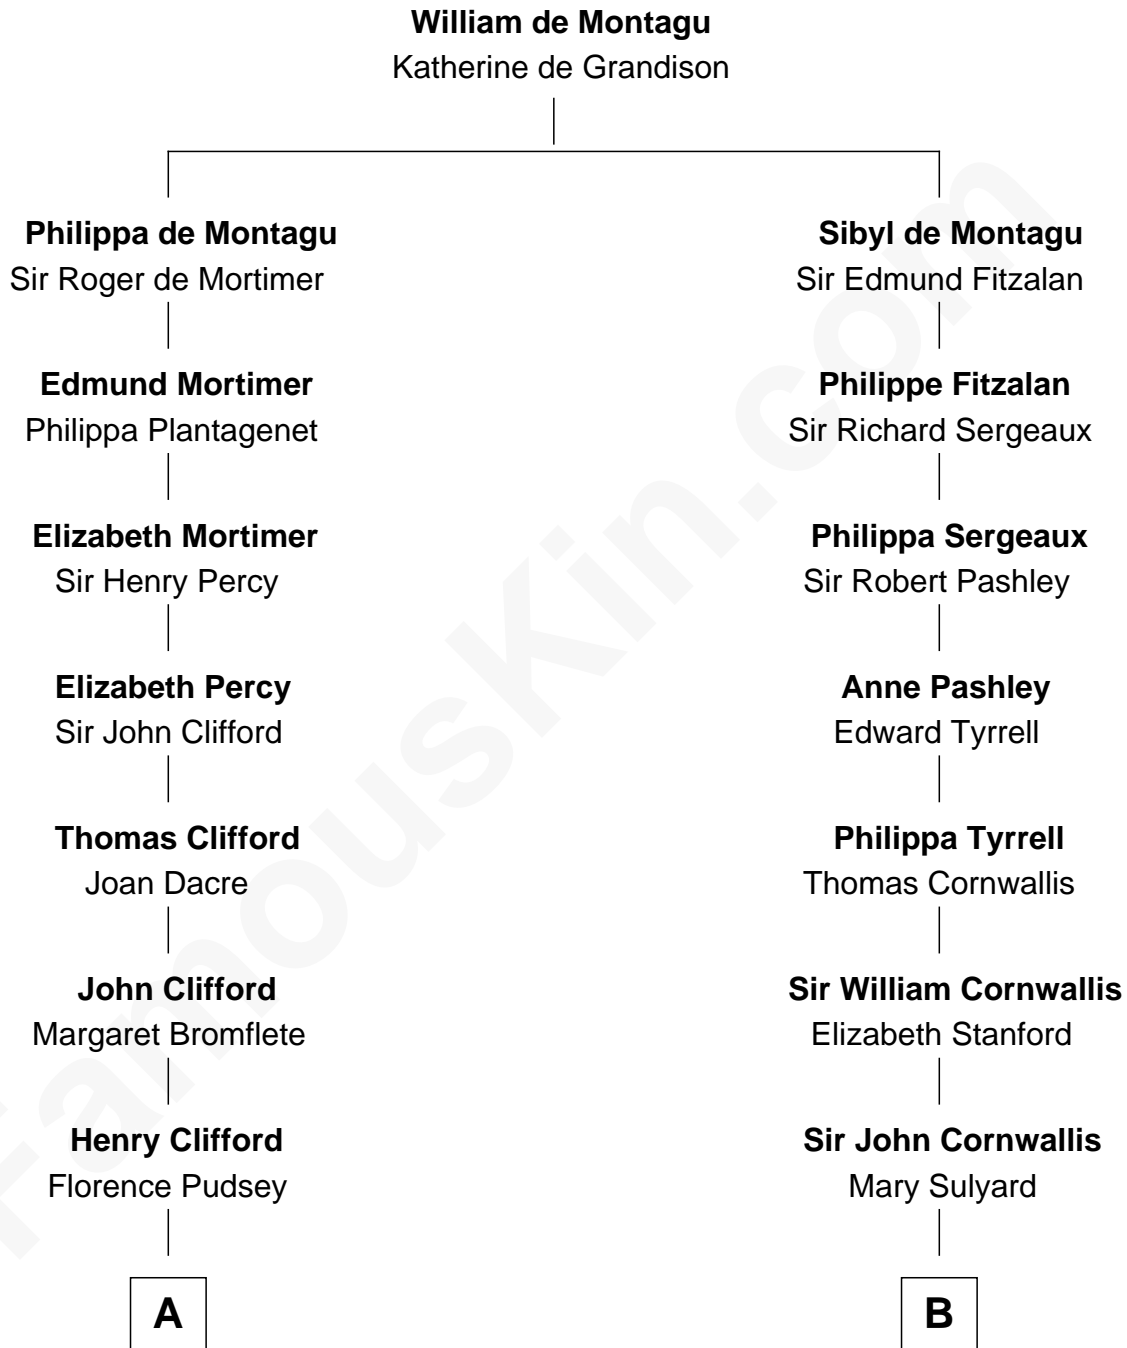 William de Montagu
Katherine de Grandison
Philippa de Montagu
Sir Roger de Mortimer
Edmund Mortimer
Philippa Plantagenet
Elizabeth Mortimer
Sir Henry Percy
Elizabeth Percy
Sir John Clifford
Thomas Clifford
Joan Dacre
John Clifford
Margaret Bromflete
Henry Clifford
Florence Pudsey
A
Sibyl de Montagu
Sir Edmund Fitzalan
Philippe Fitzalan
Sir Richard Sergeaux
Philippa Sergeaux
Sir Robert Pashley
Anne Pashley
Edward Tyrrell
Philippa Tyrrell
Thomas Cornwallis
Sir William Cornwallis
Elizabeth Stanford
Sir John Cornwallis
Mary Sulyard
B
FamousKin.com